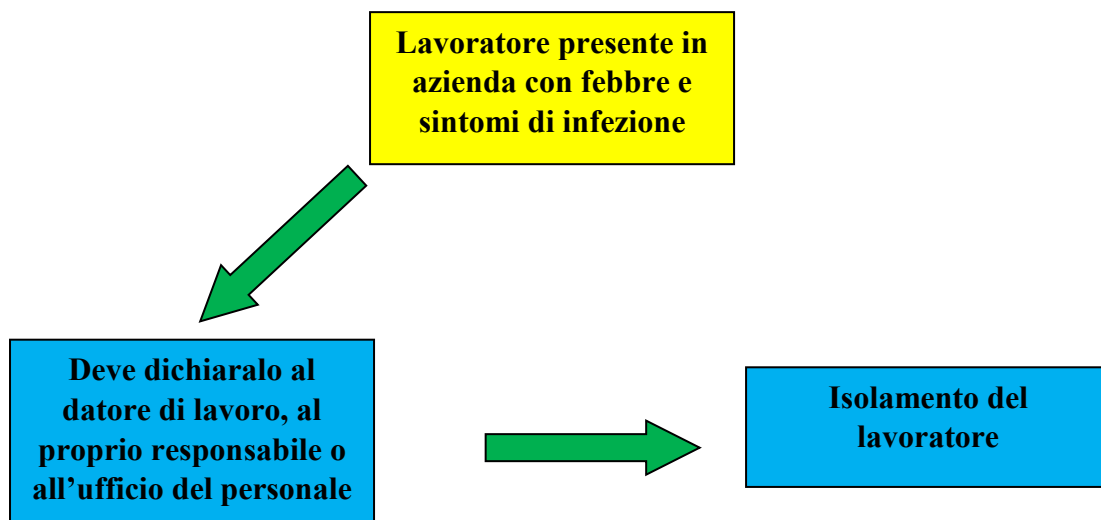 Lavoratore presente in
azienda con febbre e
sintomi di infezione
Deve dichiaralo al
datore di lavoro, al
proprio responsabile o
all’ufficio del personale
Isolamento del
lavoratore